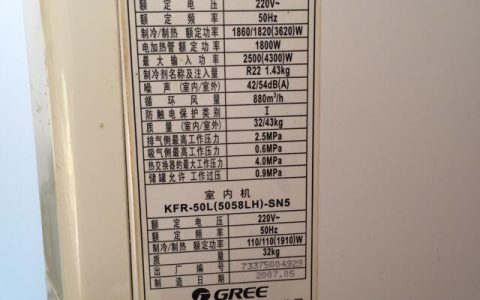 额定电压 220V~
额定频率 50Hz
制冷/制热 额定功率 1860/1820(3620)W
电加热管 额定功率 1800W
最大输入功率 2500(4300)W
制冷剂名称及注入量 R22 1.43kg
噪声(室内/室外) 42/54dB(A)
循环风量 880m³/h
防触电保护类别 I
质量(室内/室外) 32/43kg
排气侧最高工作压力 2.5MPa
吸气侧最高工作压力 0.6MPa
热交换器的最大工作压力 4.0MPa
储罐允许工作过压 0.9MPa
室内机
KFR-50L(5058LH)-SN5
额定电压 220V~
额定频率 50Hz
制冷/制热 额定功率 110/110(1910)W
质量 32kg
出厂编号 73375004929
制造日期 2007.05
GREE